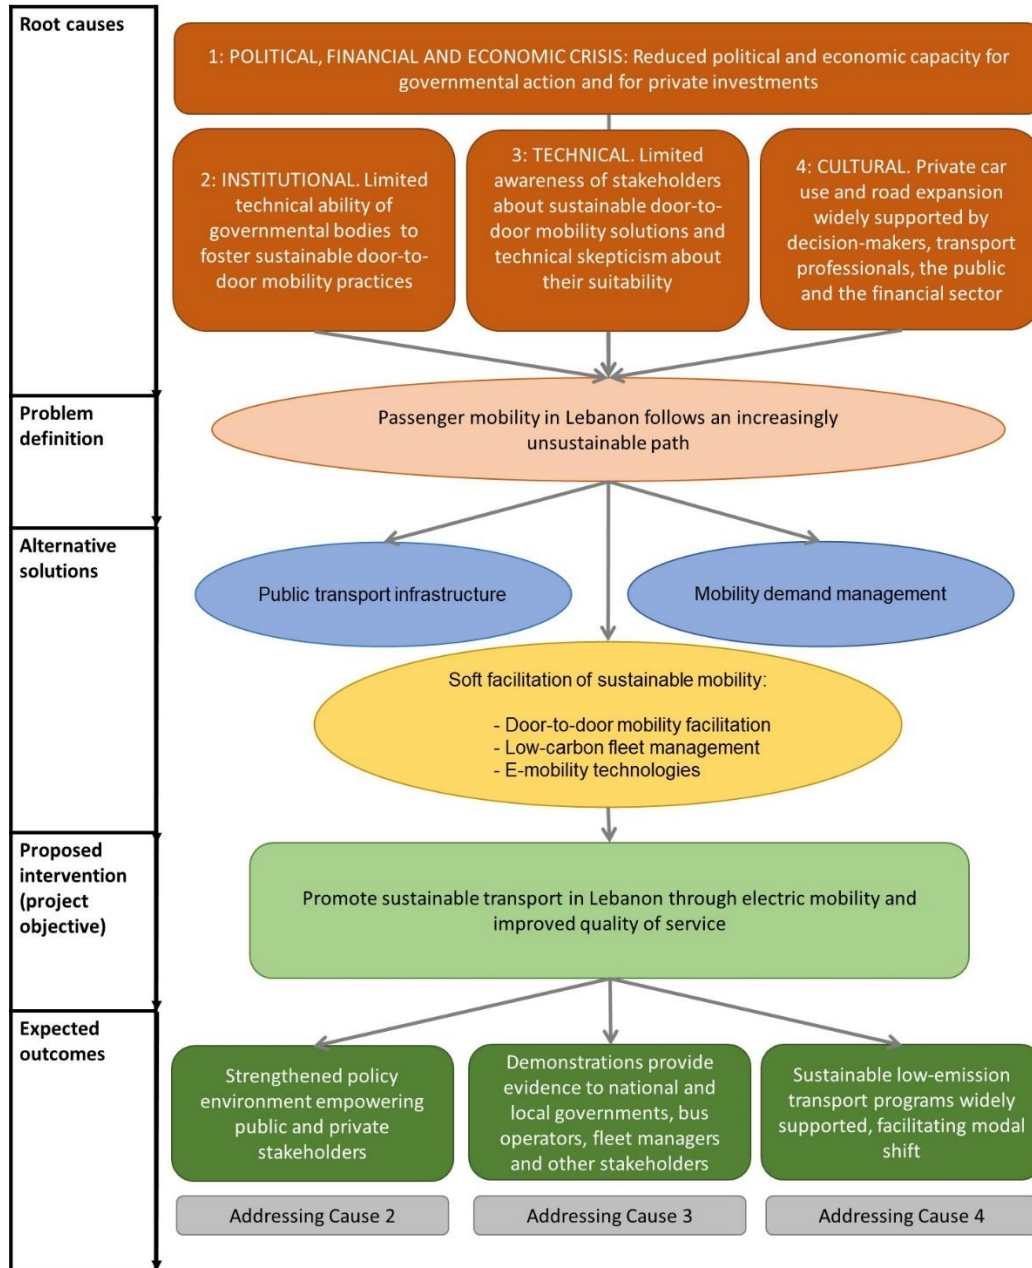 Root causes
1: POLITICAL, FINANCIAL AND ECONOMIC CRISIS: Reduced political and economic capacity for
governmental action and for private investments
2: INSTITUTIONAL. Limited
technical ability of
governmental bodies to
foster sustainable door-to-
door mobility practices
3: TECHNICAL. Limited
awareness of stakeholders
about sustainable door-to-
door mobility solutions and
technical skepticism about
their suitability
4: CULTURAL. Private car
use and road expansion
widely supported by
decision-makers, transport
professionals, the public
and the financial sector
Problem
definition
Passenger mobility in Lebanon follows an increasingly
unsustainable path
Alternative
solutions
Public transport infrastructure
Mobility demand management
Soft facilitation of sustainable mobility:
- Door-to-door mobility facilitation
- Low-carbon fleet management
- E-mobility technologies
Proposed
intervention
(project
objective)
Promote sustainable transport in Lebanon through electric mobility and
improved quality of service
Expected
outcomes
Strengthened policy
environment empowering
public and private
stakeholders
Demonstrations provide
evidence to national and
local governments, bus
operators, fleet managers
and other stakeholders
Sustainable low-emission
transport programs widely
supported, facilitating modal
shift
Addressing Cause 2
Addressing Cause 3
Addressing Cause 4